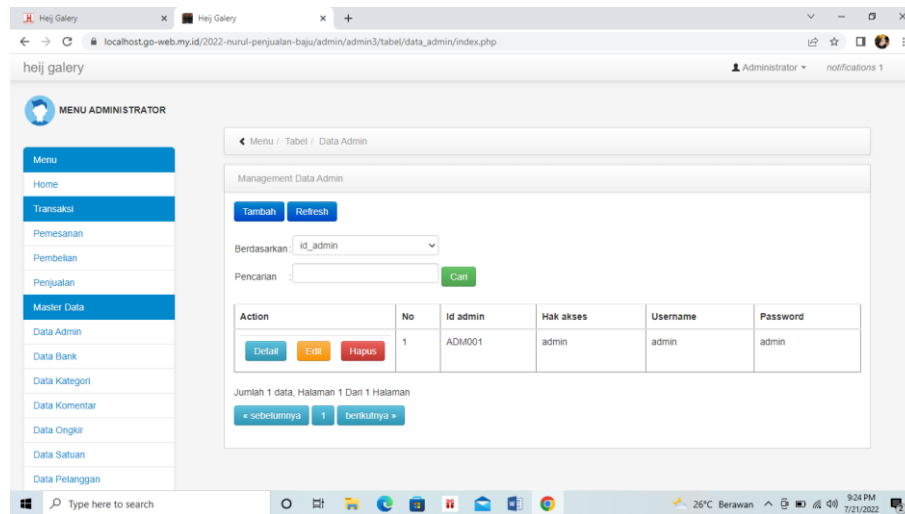 Heij Galery
Heij Galery
localhost.go-web.my.id/2022-nurul-penjualan-baju/admin/admin3/tabel/data_admin/index.php
heij galery
Administrator
notifications 1
MENU ADMINISTRATOR
Menu
Home
Transaksi
Pemesanan
Pembelian
Penjualan
Master Data
Data Admin
Data Bank
Data Kategori
Data Komentar
Data Ongkir
Data Satuan
Data Pelanggan
Menu / Tabel / Data Admin
Management Data Admin
Tambah Refresh
Berdasarkan : id_admin
Pencarian : Cari
Action No Id admin Hak akses Username Password
Detail Edit Hapus 1 ADM001 admin admin admin
Jumlah 1 data, Halaman 1 Dari 1 Halaman
« sebelumnya 1 berikutnya »
Type here to search
26°C Berawan
9:24 PM
7/21/2022